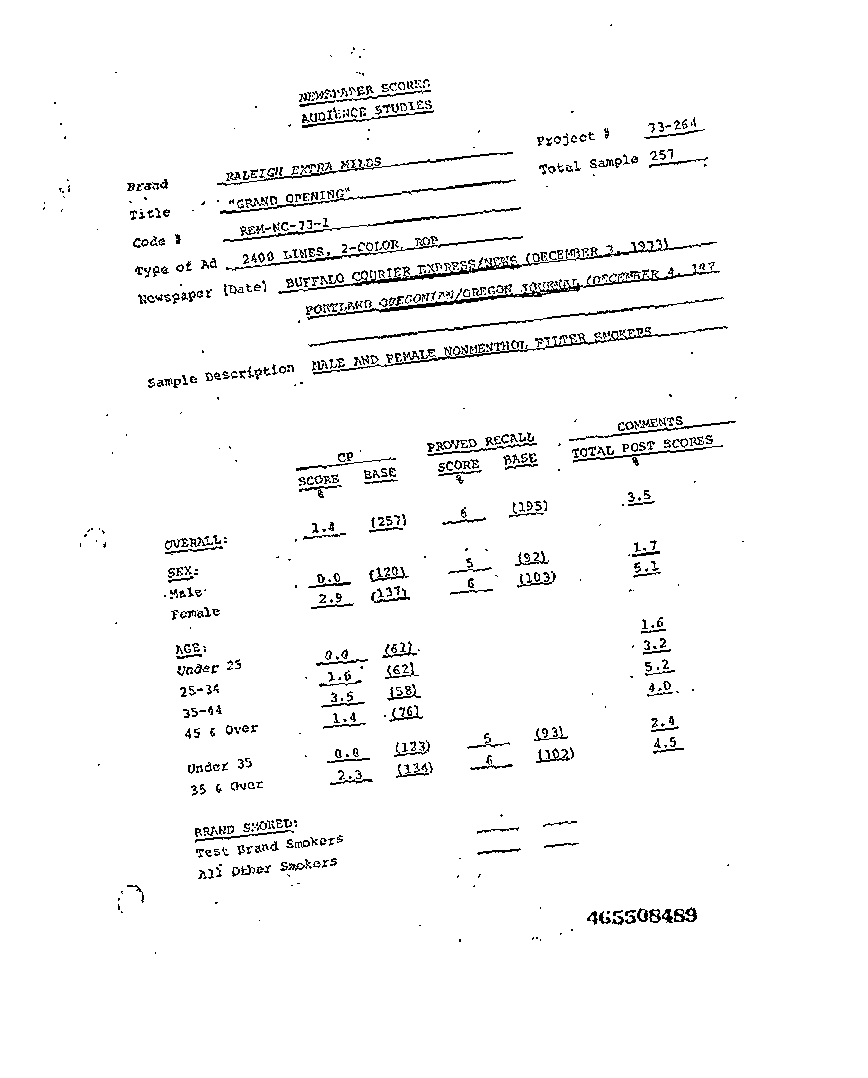 NEWSPAPER SCORES
AUDIENCE STUDIES
Project # 73-264
Total Sample 257
Brand RALEIGH EXTRA MILDS
Title "GRAND OPENING"
Code # REM-NC-73-1
Type of Ad 2400 LINES, 2-COLOR, ROP
Newspaper (Date) BUFFALO COURIER EXPRESS/NEWS (DECEMBER 3, 1973)
PORTLAND OREGONIAN/OREGON JOURNAL (DECEMBER 4, 197
Sample Description MALE AND FEMALE NONMENTHOL FILTER SMOKERS
CP PROVED RECALL COMMENTS
SCORE BASE SCORE BASE TOTAL POST SCORES
% % %
OVERALL: 1.4 (257) 6 (195) 3.5
SEX:
Male 0.0 (120) 5 (92) 1.7
Female 2.9 (137) 6 (103) 5.1
AGE:
Under 25 0.0 (61) 1.6
25-34 1.6 (62) 3.2
35-44 3.5 (58) 5.2
45 & Over 1.4 (76) 4.0
Under 35 0.8 (123) 5 (93) 2.4
35 & Over 2.3 (134) 6 (102) 4.5
BRAND SMOKED:
Test Brand Smokers
All Other Smokers
465508489